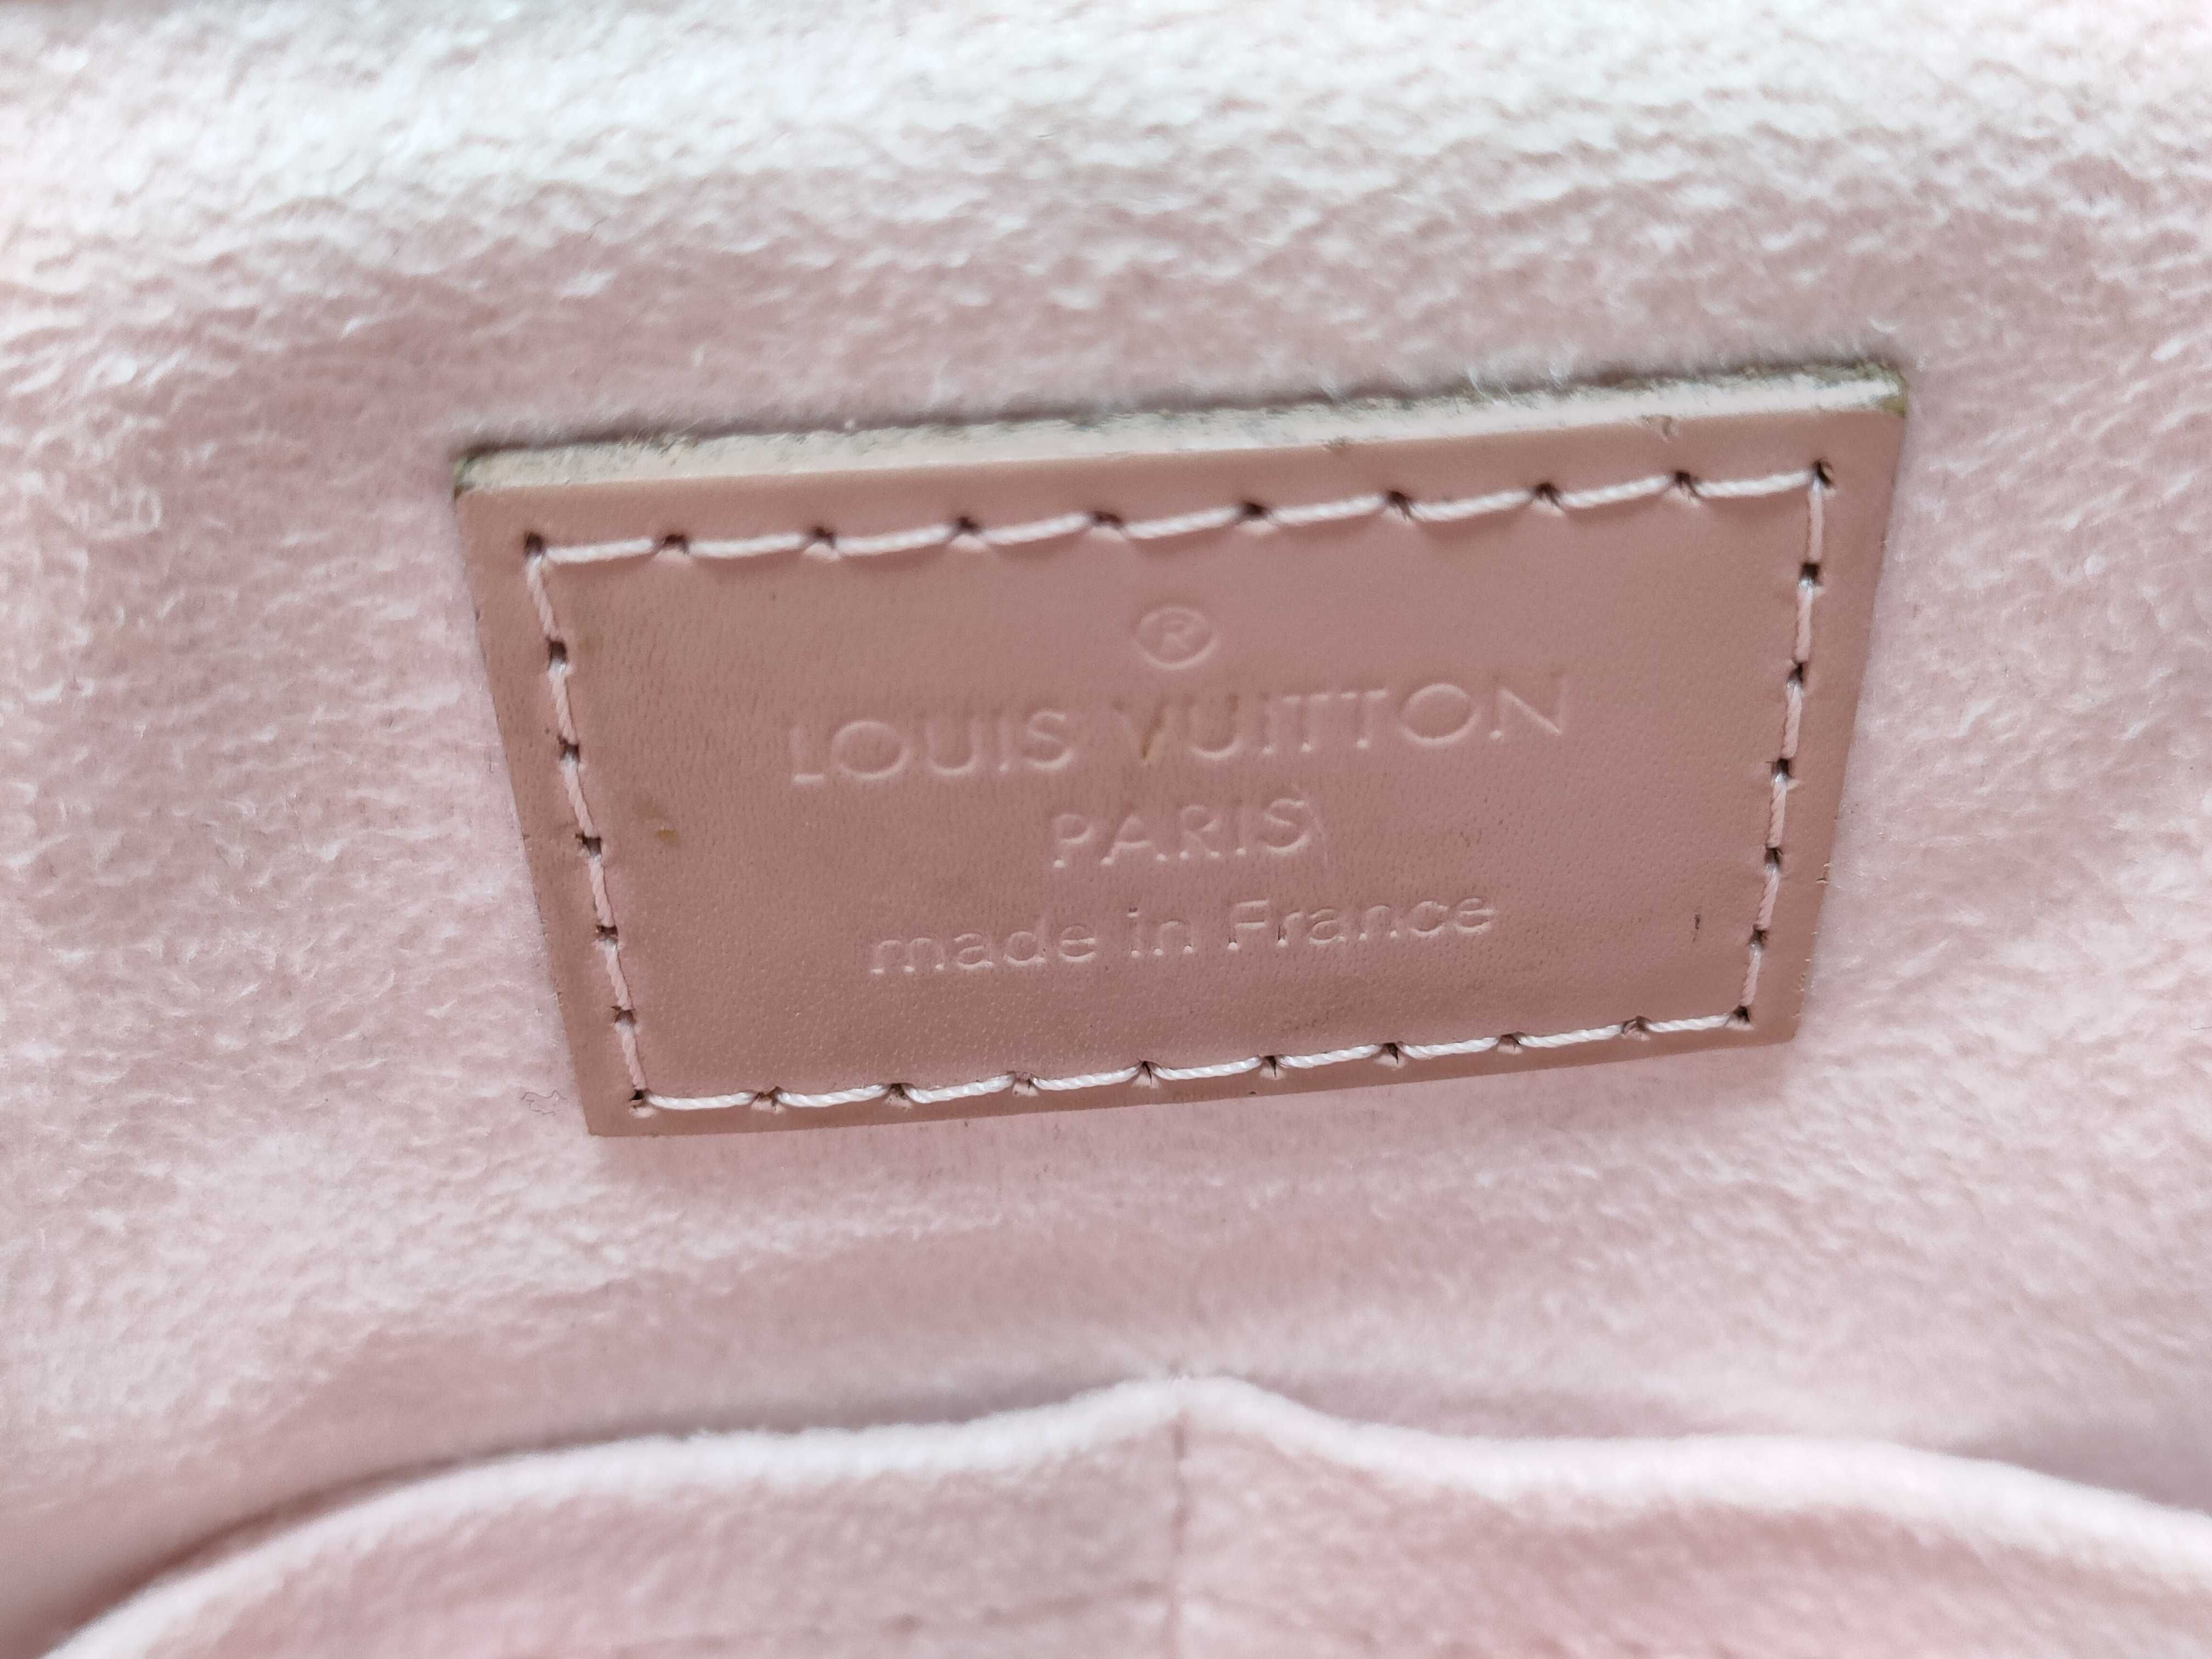 ®
LOUIS VUITTON
PARIS
made in France